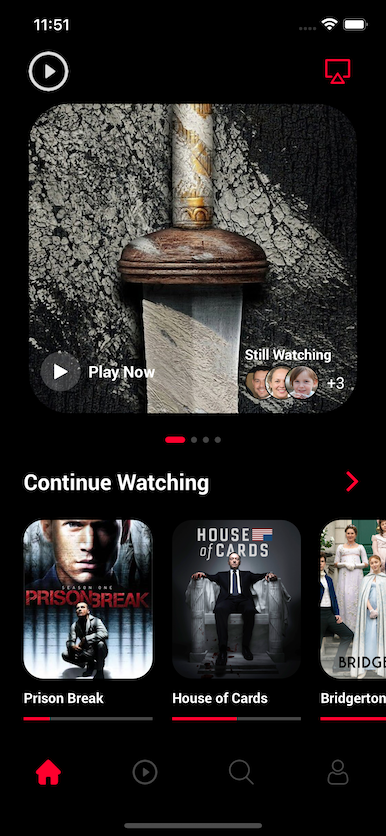 11:51
Still Watching
Play Now
+3
Continue Watching
SEASON ONE
PRISON BREAK
HOUSE
of CARDS
BRIDGE
Prison Break
House of Cards
Bridgerton